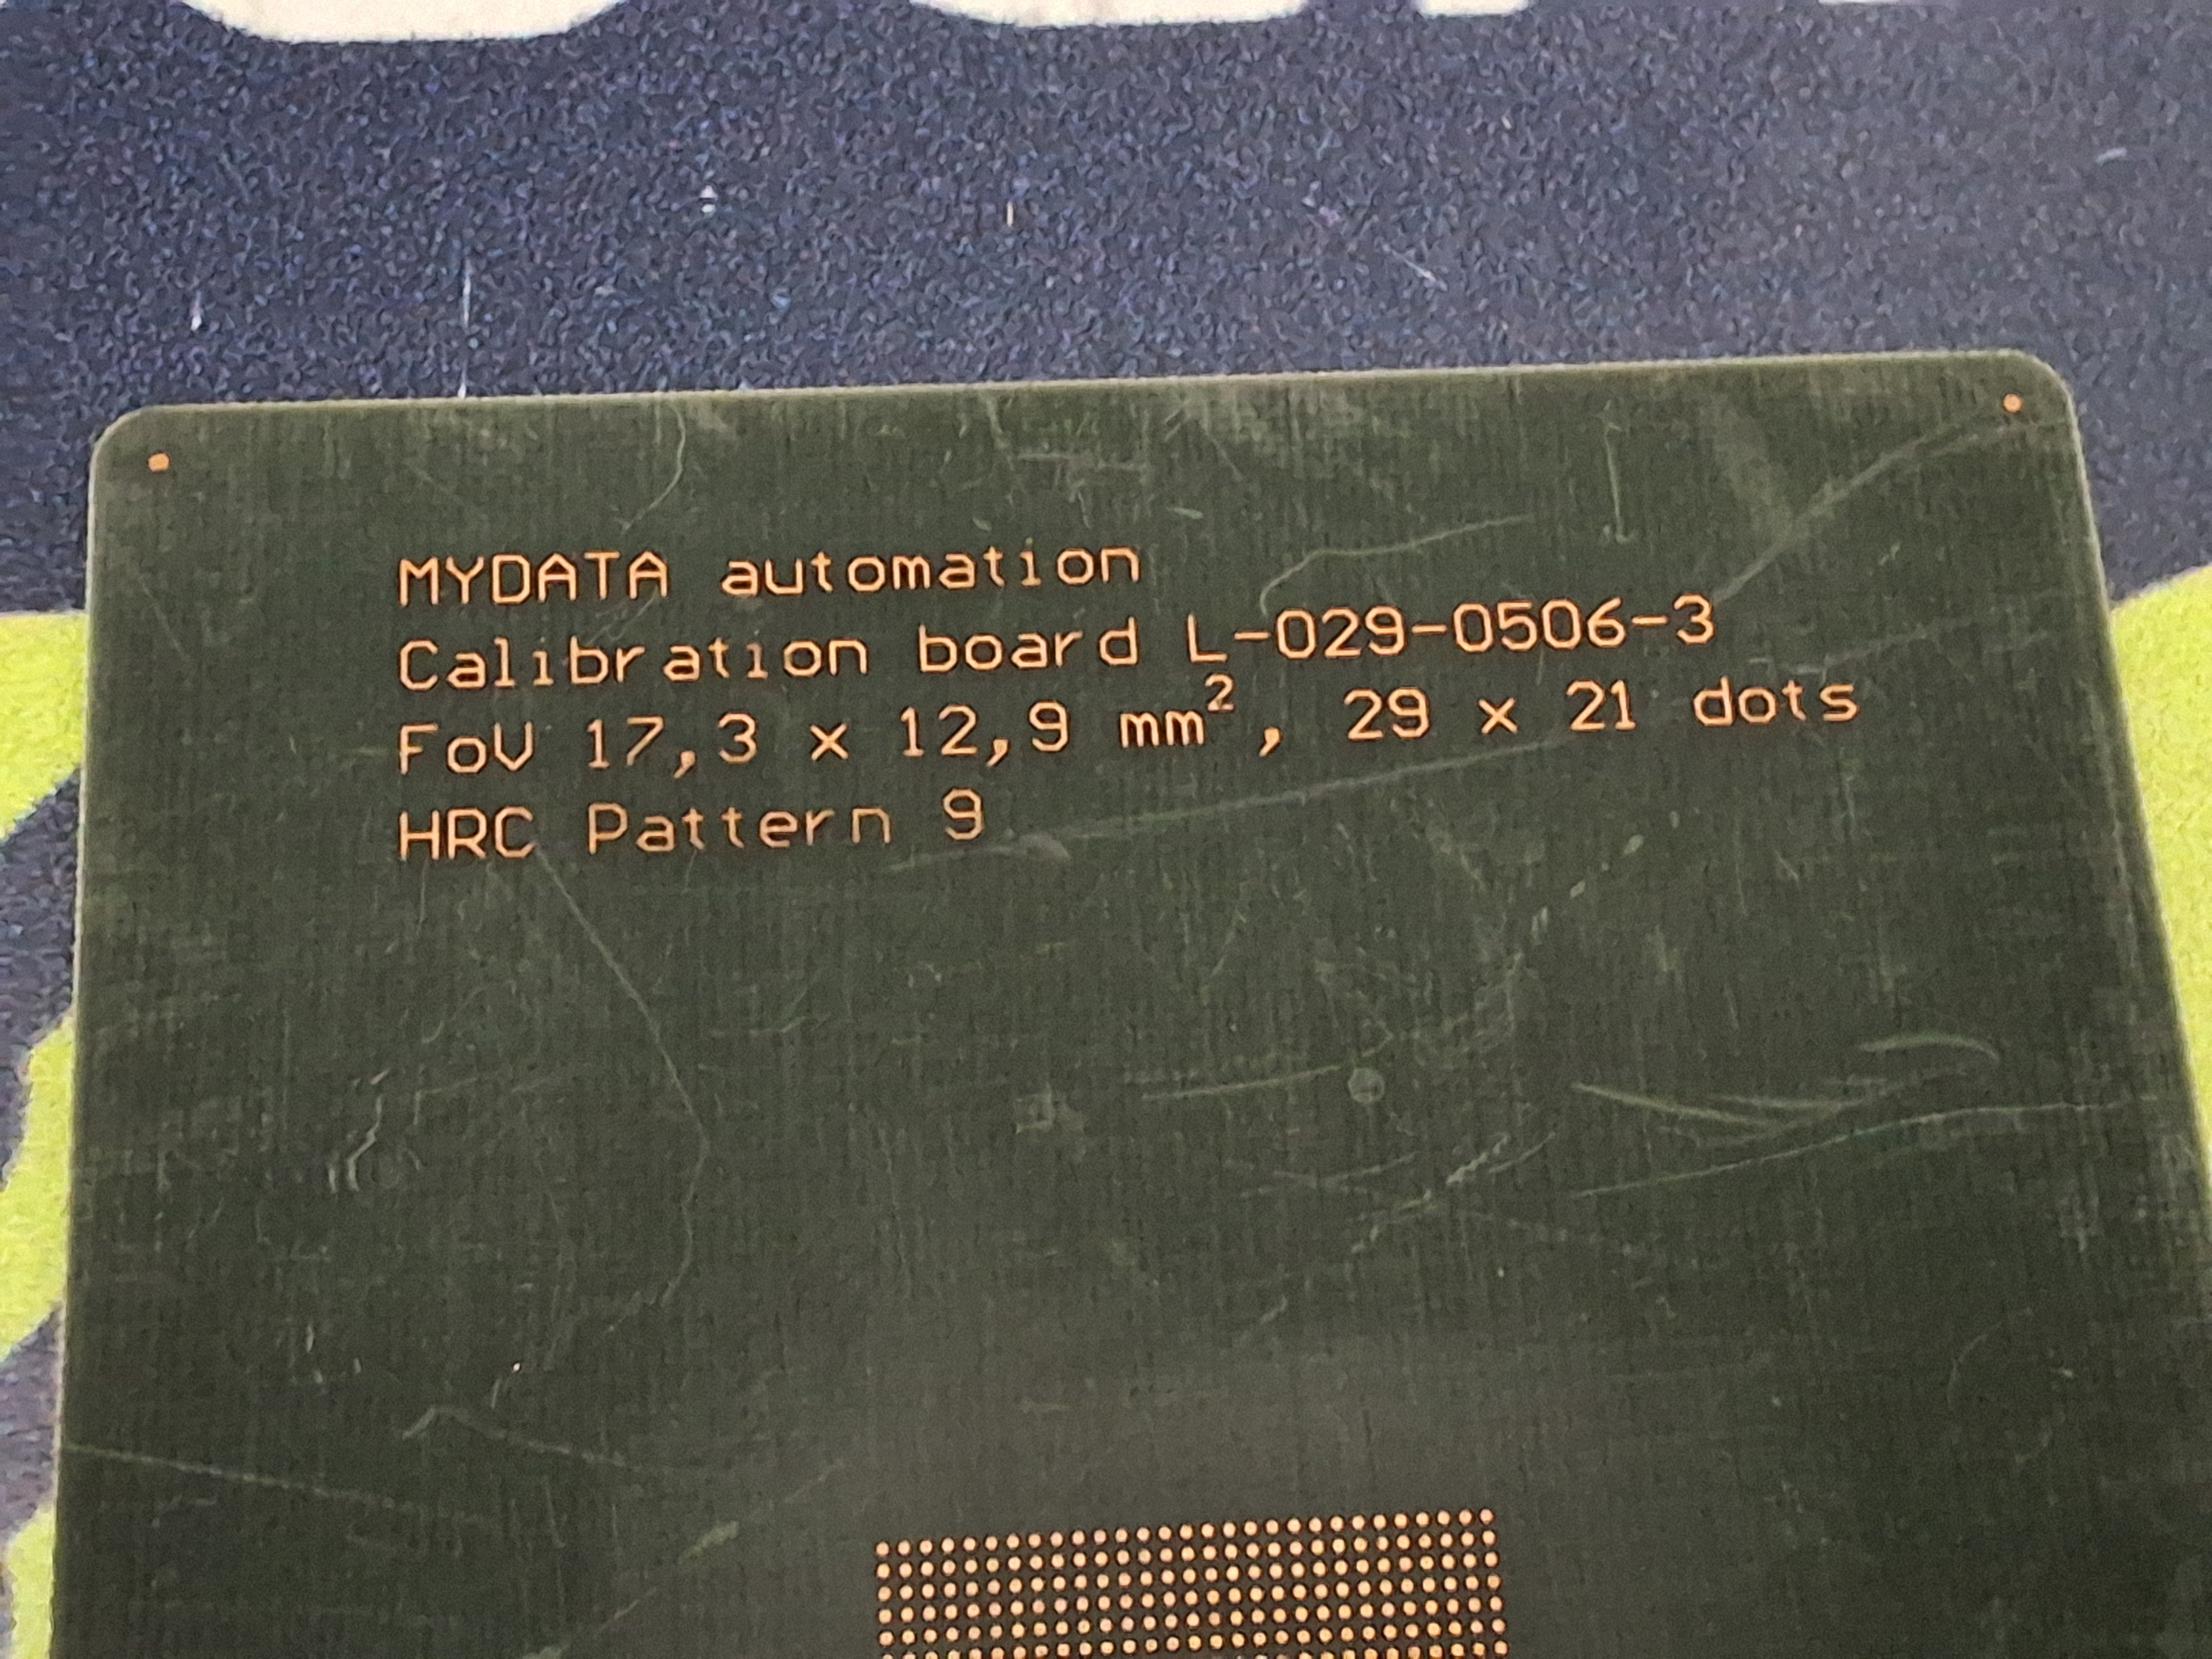 MYDATA automation
Calibration board L-029-0506-3
FoV 17,3 x 12,9 mm², 29 x 21 dots
HRC Pattern 9